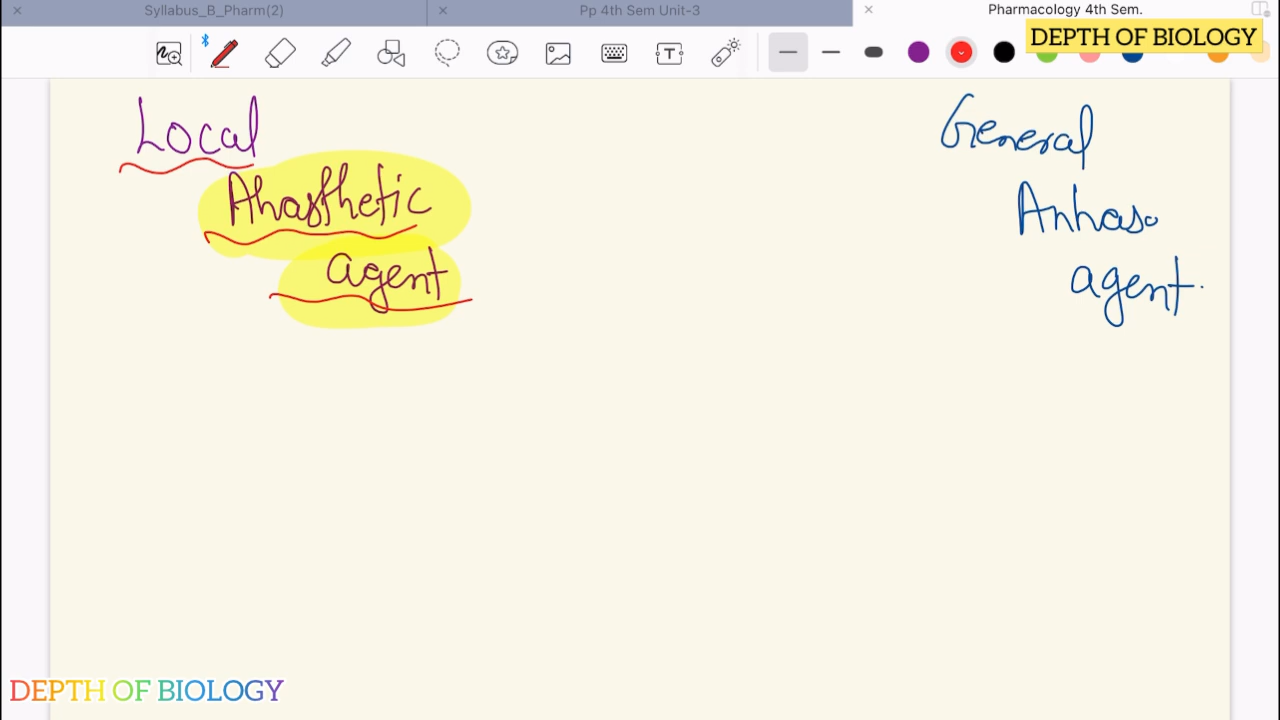 Syllabus_B_Pharm(2)
Pp 4th Sem Unit-3
Pharmacology 4th Sem.
DEPTH OF BIOLOGY
Local
Ahasthetic
agent
General
Anhaso
agent.
DEPTH OF BIOLOGY